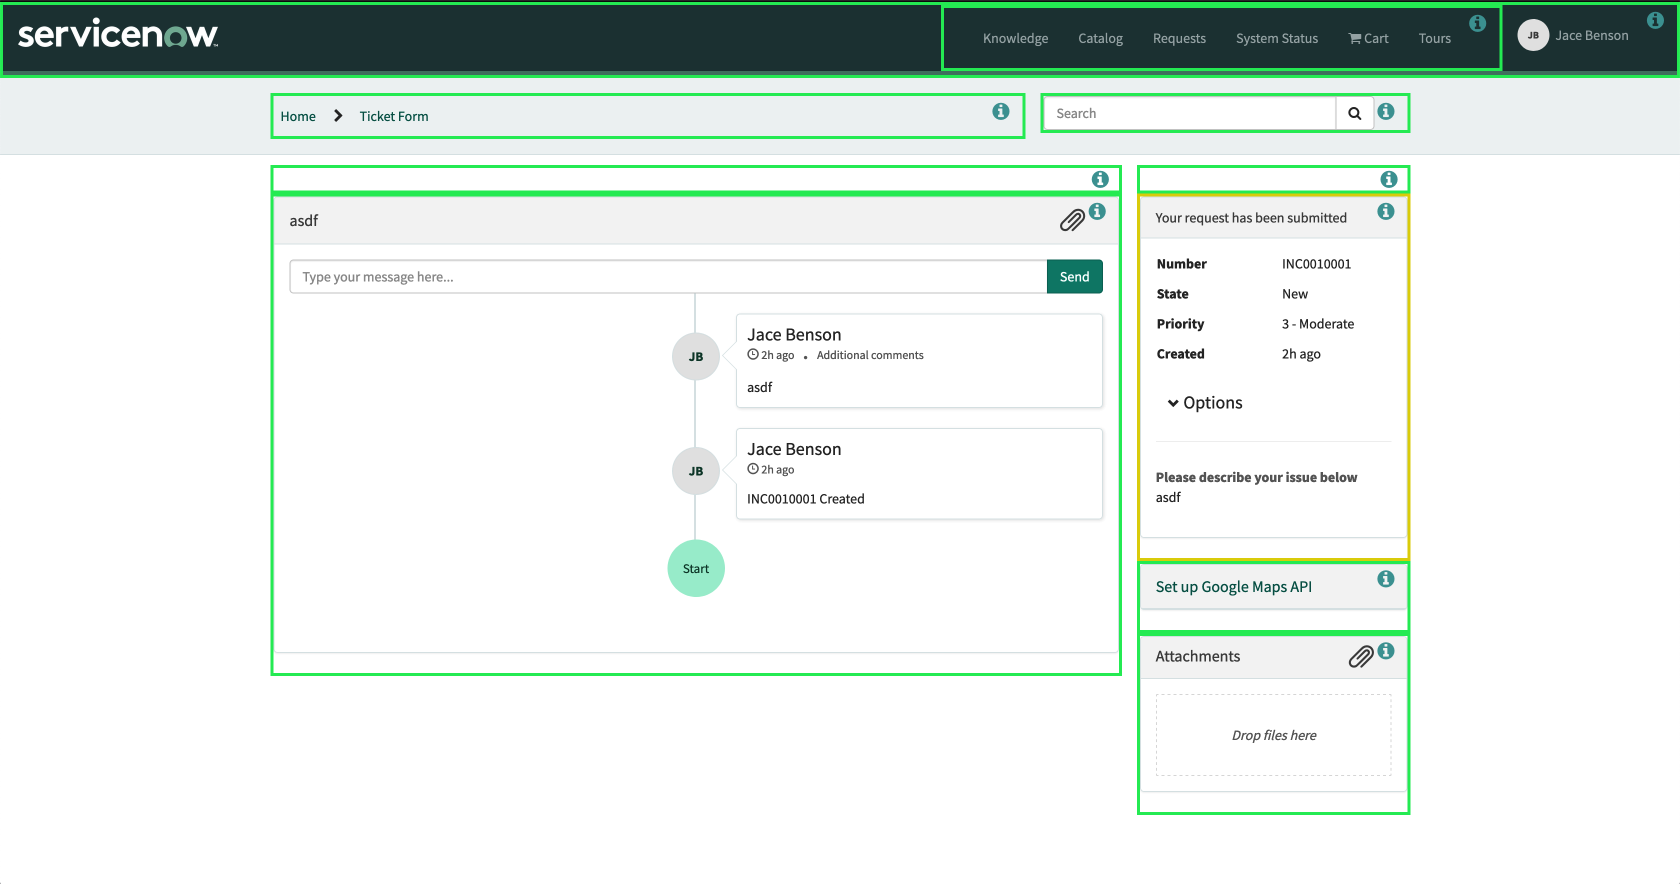 servicenow
Knowledge
Catalog
Requests
System Status
Cart
Tours
JB
Jace Benson
Home
Ticket Form
Search
asdf
Type your message here...
Send
JB
Jace Benson
2h ago • Additional comments
asdf
JB
Jace Benson
2h ago
INC0010001 Created
Start
Your request has been submitted
Number INC0010001
State New
Priority 3 - Moderate
Created 2h ago
Options
Please describe your issue below
asdf
Set up Google Maps API
Attachments
Drop files here